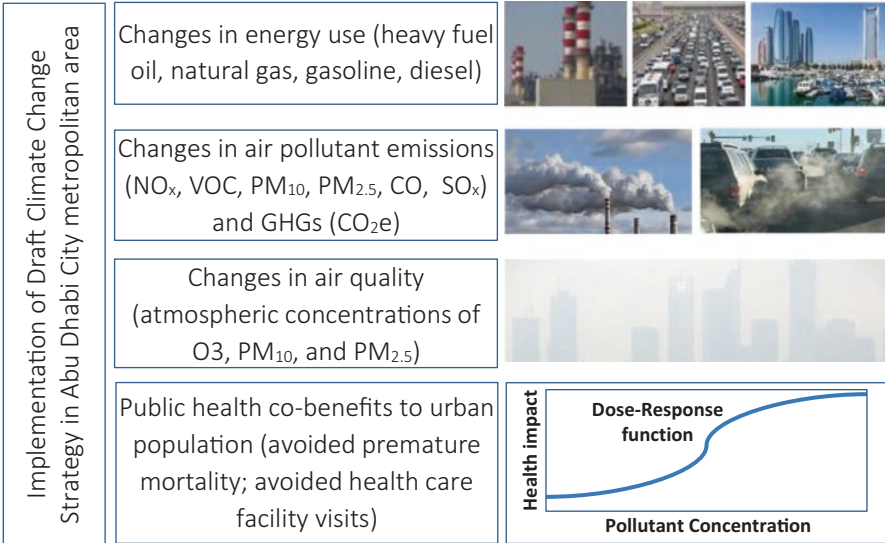 Implementation of Draft Climate Change
Strategy in Abu Dhabi City metropolitan area
Changes in energy use (heavy fuel
oil, natural gas, gasoline, diesel)
Changes in air pollutant emissions
(NOₓ, VOC, PM₁₀, PM₂.₅, CO, SOₓ)
and GHGs (CO₂e)
Changes in air quality
(atmospheric concentrations of
O3, PM₁₀, and PM₂.₅)
Public health co-benefits to urban
population (avoided premature
mortality; avoided health care
facility visits)
Health impact
Dose-Response
function
Pollutant Concentration